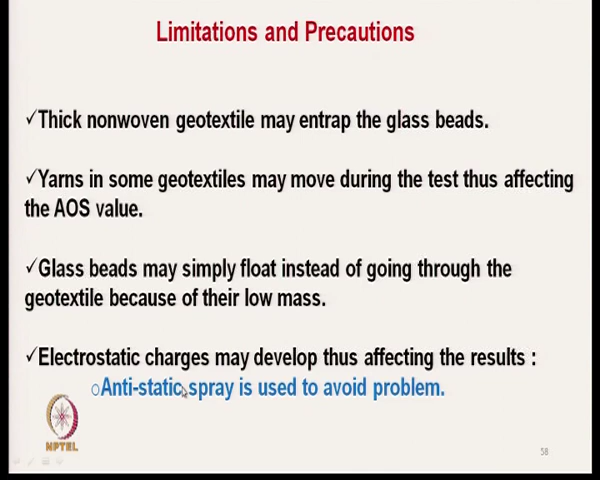 Limitations and Precautions
✓Thick nonwoven geotextile may entrap the glass beads.
✓Yarns in some geotextiles may move during the test thus affecting
the AOS value.
✓Glass beads may simply float instead of going through the
geotextile because of their low mass.
✓Electrostatic charges may develop thus affecting the results :
oAnti-static spray is used to avoid problem.
NPTEL
58